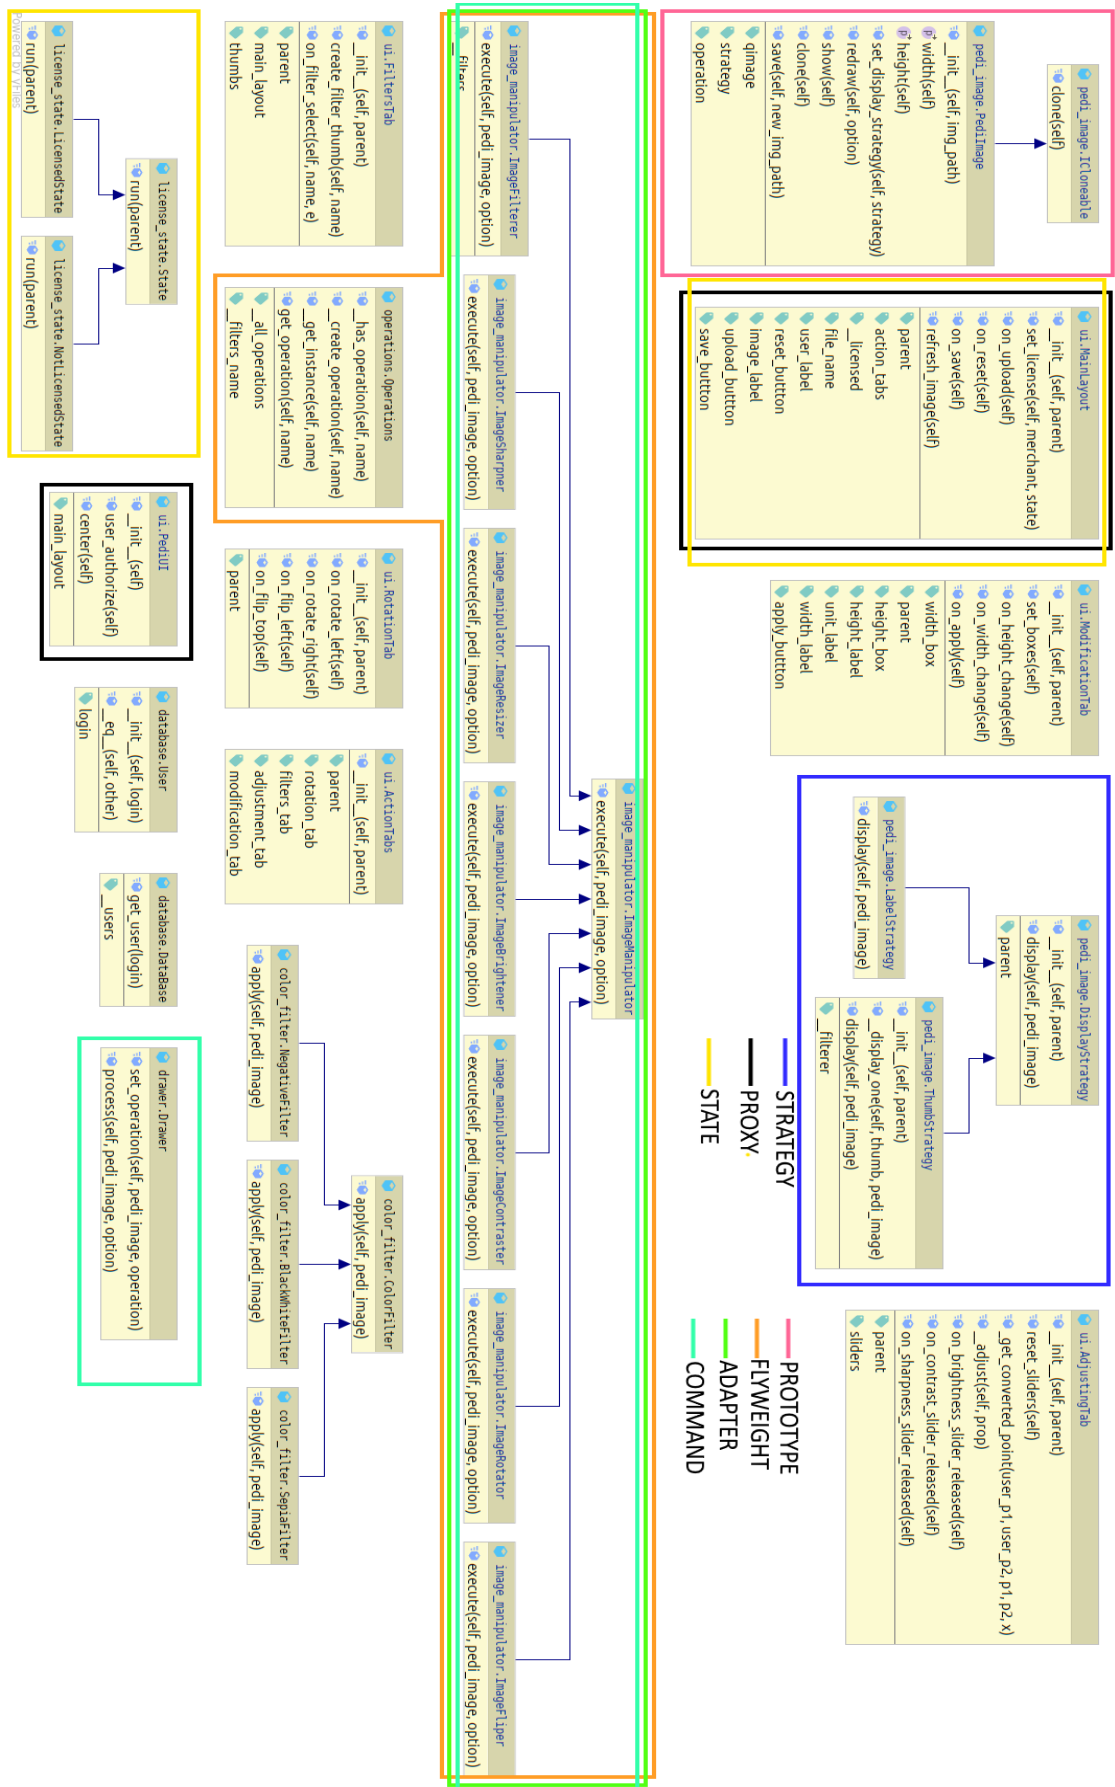 pedi_image.ICloneable
clone(self)
pedi_image.PediImage
__init__(self, img_path)
width(self)
height(self)
set_display_strategy(self, strategy)
redraw(self, option)
show(self)
clone(self)
save(self, new_img_path)
qimage
strategy
operation
ui.MainLayout
__init__(self, parent)
set_license(self, merchant, state)
on_upload(self)
on_reset(self)
on_save(self)
refresh_image(self)
parent
action_tabs
__licensed
file_name
user_label
reset_buttton
image_label
upload_buttton
save_buttton
ui.ModificationTab
__init__(self, parent)
set_boxes(self)
on_height_change(self)
on_width_change(self)
on_apply(self)
width_box
parent
height_box
height_label
unit_label
width_label
apply_buttton
pedi_image.DisplayStrategy
__init__(self, parent)
display(self, pedi_image)
parent
pedi_image.LabelStrategy
display(self, pedi_image)
pedi_image.ThumbStrategy
__init__(self, parent)
__display_one(self, thumb, pedi_image)
display(self, pedi_image)
__filterer
ui.AdjustingTab
__init__(self, parent)
reset_sliders(self)
_get_converted_point(user_p1, user_p2, p1, p2, x)
__adjust(self, prop)
on_brightness_slider_released(self)
on_contrast_slider_released(self)
on_sharpness_slider_released(self)
parent
sliders
STRATEGY
PROXY
STATE
PROTOTYPE
FLYWEIGHT
ADAPTER
COMMAND
image_manipulator.ImageManipulator
execute(self, pedi_image, option)
image_manipulator.ImageFilterer
execute(self, pedi_image, option)
__filters
image_manipulator.ImageSharpner
execute(self, pedi_image, option)
image_manipulator.ImageResizer
execute(self, pedi_image, option)
image_manipulator.ImageBrightener
execute(self, pedi_image, option)
image_manipulator.ImageContraster
execute(self, pedi_image, option)
image_manipulator.ImageRotator
execute(self, pedi_image, option)
image_manipulator.ImageFliper
execute(self, pedi_image, option)
ui.FiltersTab
__init__(self, parent)
create_filter_thumb(self, name)
on_filter_select(self, name, e)
parent
main_layout
thumbs
operations.Operations
__has_operation(self, name)
__create_operation(self, name)
__get_instance(self, name)
get_operation(self, name)
__all_operations
__filters_name
ui.RotationTab
__init__(self, parent)
on_rotate_left(self)
on_rotate_right(self)
on_flip_left(self)
on_flip_top(self)
parent
ui.ActionTabs
__init__(self, parent)
parent
rotation_tab
filters_tab
adjustment_tab
modification_tab
color_filter.ColorFilter
apply(self, pedi_image)
color_filter.NegativeFilter
apply(self, pedi_image)
color_filter.BlackWhiteFilter
apply(self, pedi_image)
color_filter.SepiaFilter
apply(self, pedi_image)
license_state.State
run(parent)
license_state.LicensedState
run(parent)
license_state.NotLicensedState
run(parent)
ui.PediUI
__init__(self)
user_authorize(self)
center(self)
main_layout
database.User
__init__(self, login)
__eq__(self, other)
login
database.DataBase
get_user(login)
__users
drawer.Drawer
set_operation(self, pedi_image, operation)
process(self, pedi_image, option)
Powered by yFiles